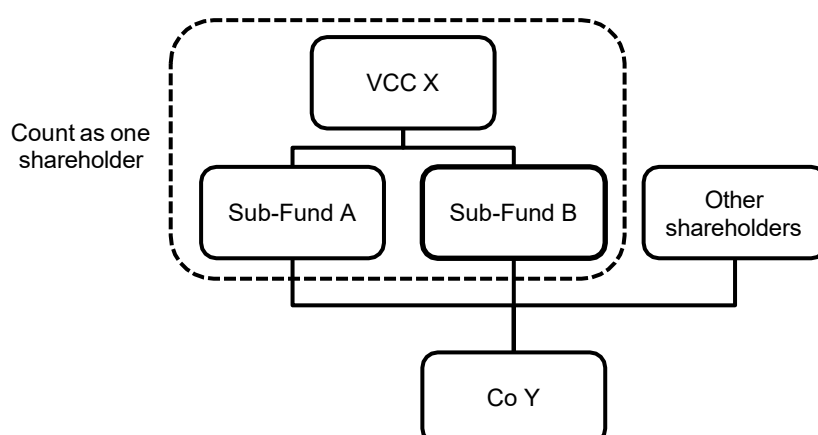 VCC X
Count as one
shareholder
Sub-Fund A
Sub-Fund B
Other
shareholders
Co Y